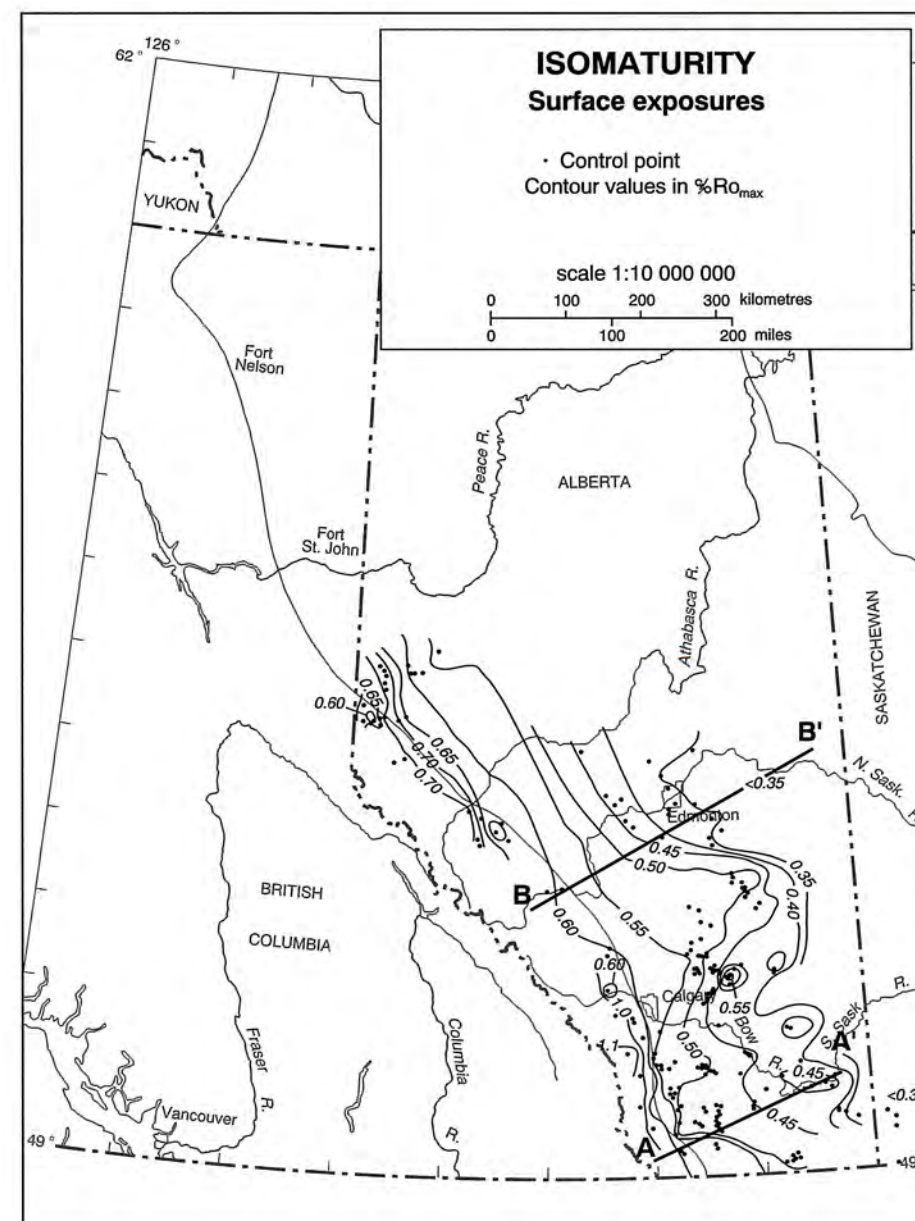 126°
62°
ISOMATURITY
Surface exposures
· Control point
Contour values in %Romax
scale 1:10 000 000
0 100 200 300 kilometres
0 100 200 miles
YUKON
Fort
Nelson
Peace R.
ALBERTA
Fort
St. John
Athabasca R.
SASKATCHEWAN
0.60
0.65
0.65
0.70
0.70
B'
<0.35
N. Sask.
Edmonton
0.45
0.50
0.35
0.40
B
BRITISH
COLUMBIA
0.60
0.55
0.60
1.0
Calgary
0.55
Bow
R.
S. Sask
R.
1.1
0.50
A'
0.45
Fraser
R.
Columbia
R.
Vancouver
0.45
A
49°